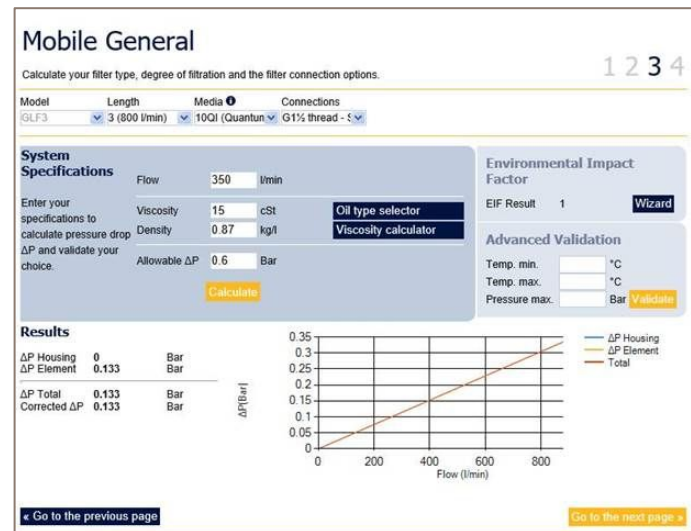 Mobile General
Calculate your filter type, degree of filtration and the filter connection options.
1 2 3 4
Model Length Media i Connections
GLF3 3 (800 l/min) 10QI (Quantun G1½ thread - S
System
Specifications
Enter your
specifications to
calculate pressure drop
ΔP and validate your
choice.
Flow 350 l/min
Viscosity 15 cSt Oil type selector
Density 0.87 kg/l Viscosity calculator
Allowable ΔP 0.6 Bar
Calculate
Environmental Impact
Factor
EIF Result 1 Wizard
Advanced Validation
Temp. min. °C
Temp. max. °C
Pressure max. Bar Validate
Results
ΔP Housing 0 Bar
ΔP Element 0.133 Bar
ΔP Total 0.133 Bar
Corrected ΔP 0.133 Bar
ΔP[Bar]
0.35
0.3
0.25
0.2
0.15
0.1
0.05
0
0 200 400 600 800
Flow (l/min)
ΔP Housing
ΔP Element
Total
« Go to the previous page
Go to the next page »